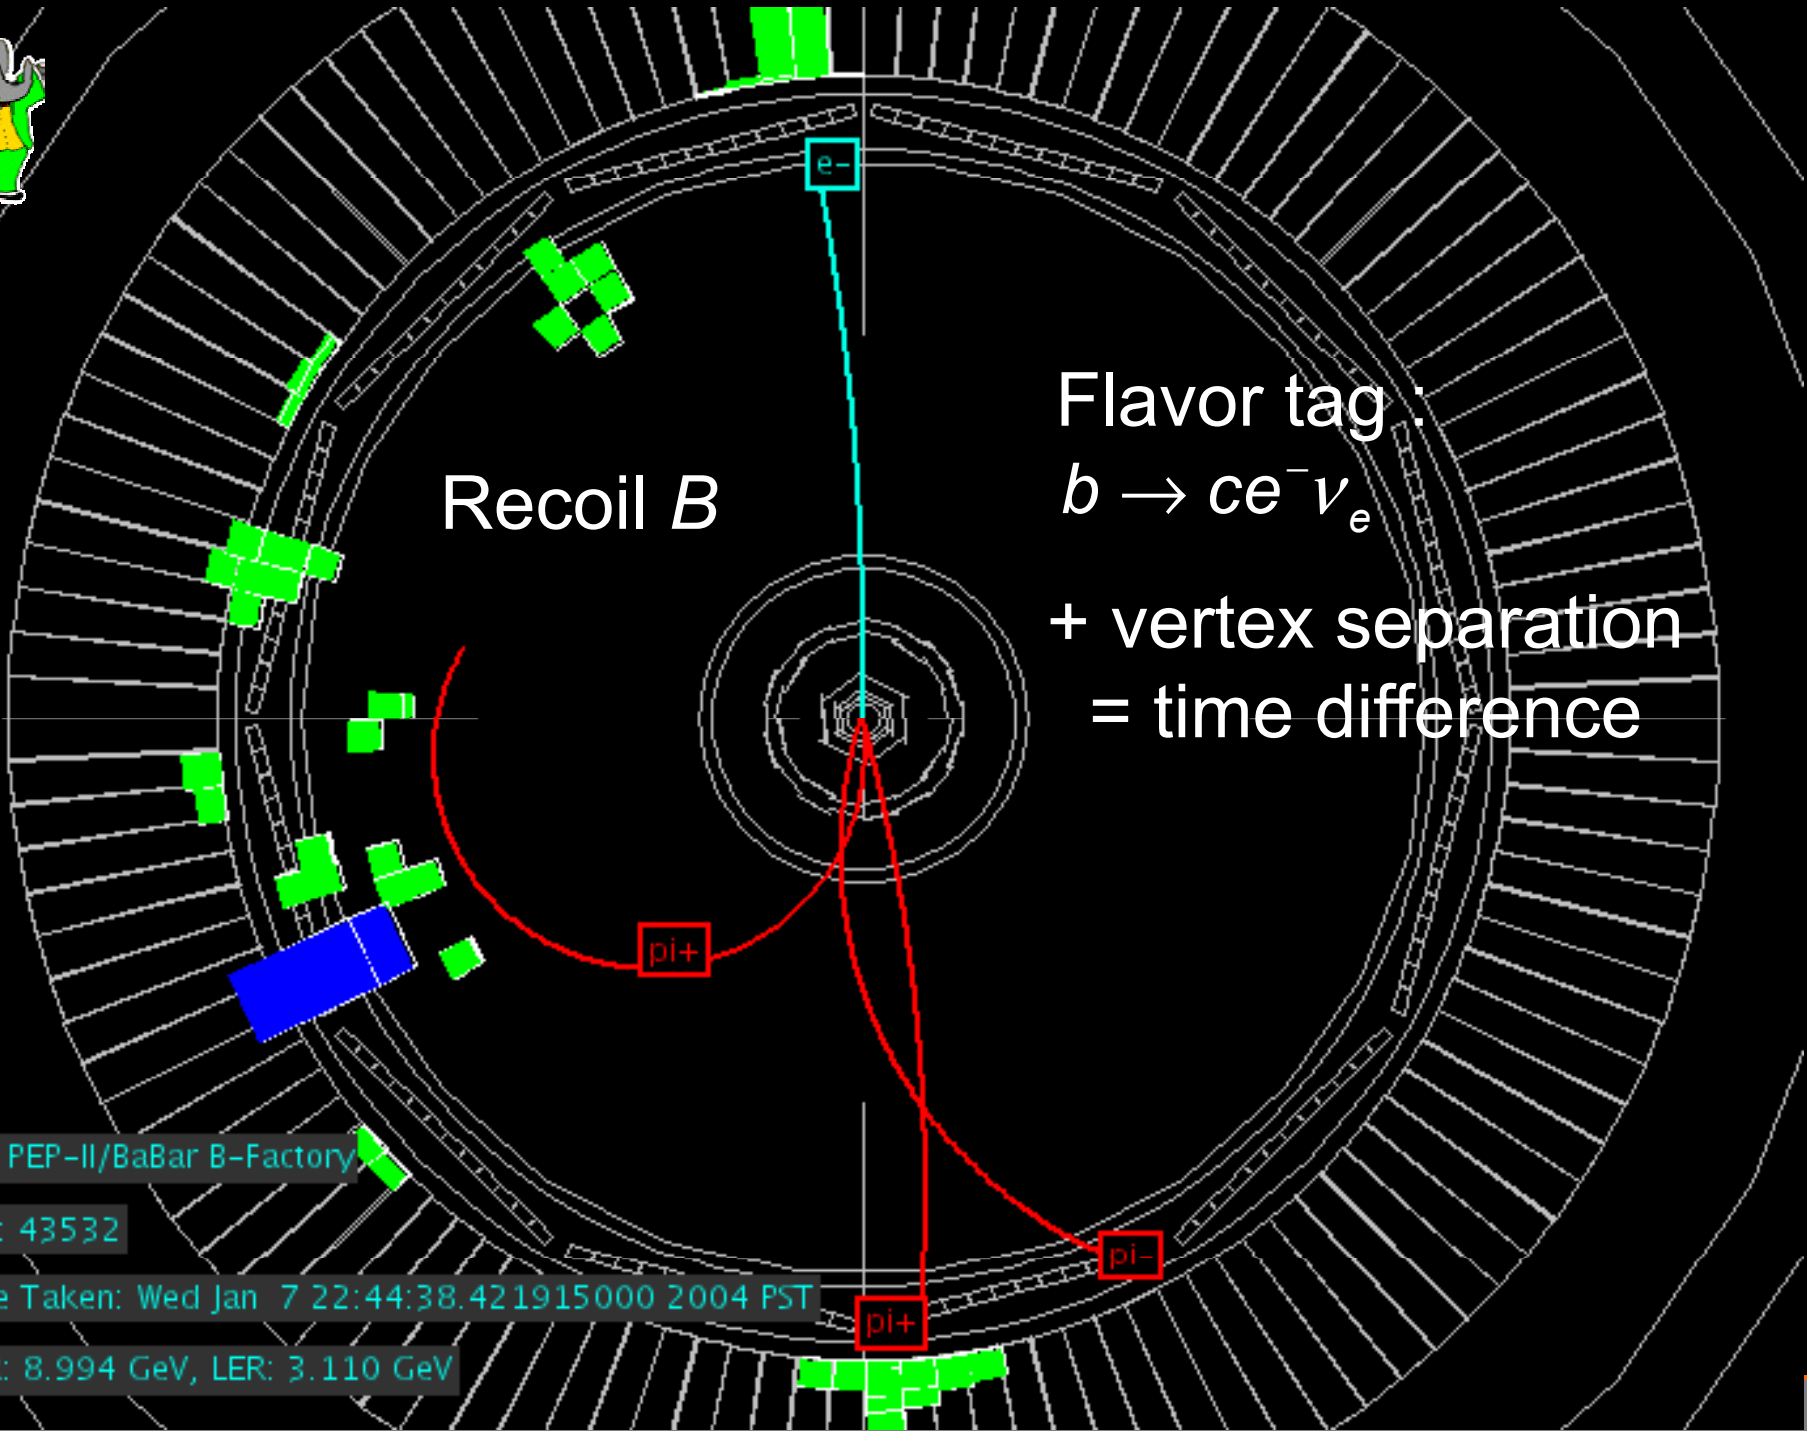 e-
Flavor tag :
Recoil B
b → ce⁻νₑ
+ vertex separation
= time difference
pi+
PEP-II/BaBar B-Factory
: 43532
pi-
e Taken: Wed Jan 7 22:44:38.421915000 2004 PST
pi+
: 8.994 GeV, LER: 3.110 GeV